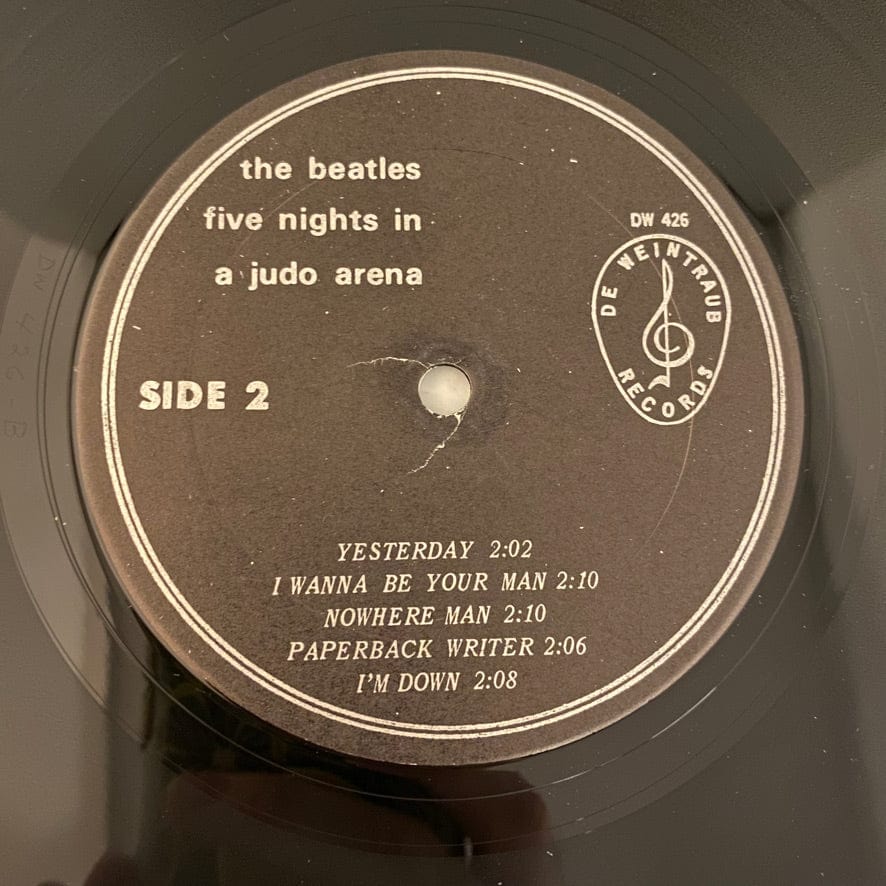 the beatles
five nights in
a judo arena
DW 426
DE WEINTRAUB
RECORDS
SIDE 2
YESTERDAY 2:02
I WANNA BE YOUR MAN 2:10
NOWHERE MAN 2:10
PAPERBACK WRITER 2:06
I'M DOWN 2:08
DW 426 B